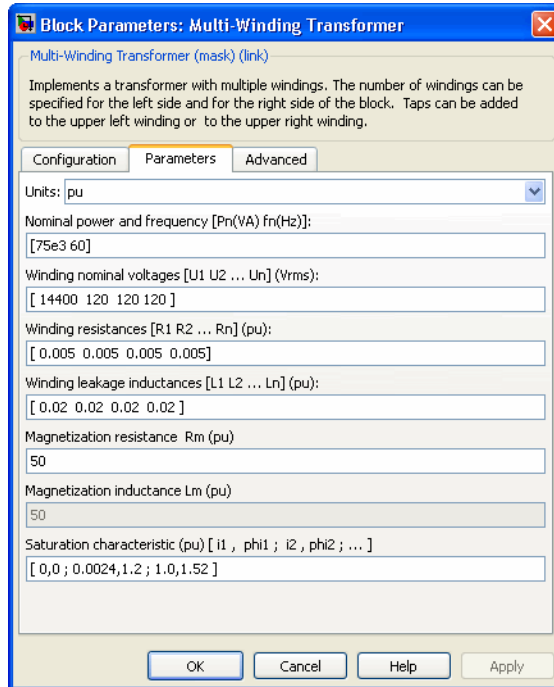 Block Parameters: Multi-Winding Transformer
Multi-Winding Transformer (mask) (link)
Implements a transformer with multiple windings. The number of windings can be
specified for the left side and for the right side of the block. Taps can be added
to the upper left winding or to the upper right winding.
Configuration Parameters Advanced
Units: pu
Nominal power and frequency [Pn(VA) fn(Hz)]:
[75e3 60]
Winding nominal voltages [U1 U2 ... Un] (Vrms):
[ 14400 120 120 120 ]
Winding resistances [R1 R2 ... Rn] (pu):
[ 0.005 0.005 0.005 0.005]
Winding leakage inductances [L1 L2 ... Ln] (pu):
[ 0.02 0.02 0.02 0.02 ]
Magnetization resistance Rm (pu)
50
Magnetization inductance Lm (pu)
50
Saturation characteristic (pu) [ i1 , phi1 ; i2 , phi2 ; ... ]
[ 0,0 ; 0.0024,1.2 ; 1.0,1.52 ]
OK Cancel Help Apply